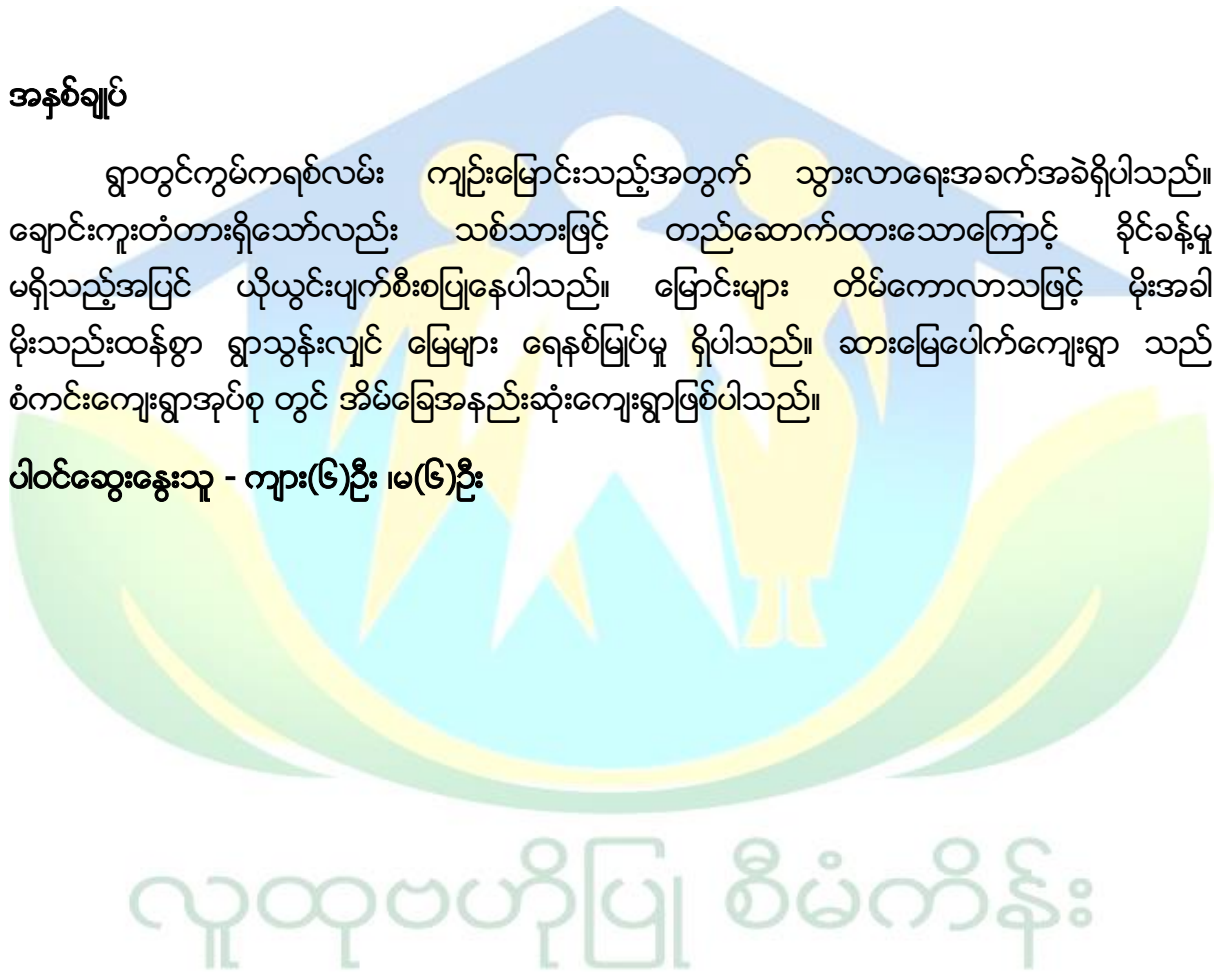 အနှစ်ချုပ်
ရွာတွင်ကွမ်ကရစ်လမ်း ကျဉ်းမြောင်းသည့်အတွက် သွားလာရေးအခက်အခဲရှိပါသည်။
ချောင်းကူးတံတားရှိသော်လည်း သစ်သားဖြင့် တည်ဆောက်ထားသောကြောင့် ခိုင်ခန့်မှု
မရှိသည့်အပြင် ယိုယွင်းပျက်စီးစပြုနေပါသည်။ မြောင်းများ တိမ်ကောလာသဖြင့် မိုးအခါ
မိုးသည်းထန်စွာ ရွာသွန်းလျှင် မြေများ ရေနစ်မြုပ်မှု ရှိပါသည်။ ဆားမြေပေါက်ကျေးရွာ သည်
စံကင်းကျေးရွာအုပ်စု တွင် အိမ်ခြေအနည်းဆုံးကျေးရွာဖြစ်ပါသည်။
ပါဝင်ဆွေးနွေးသူ - ကျား(၆)ဦး ၊မ(၆)ဦး
လူထုဗဟိုပြု စီမံကိန်း